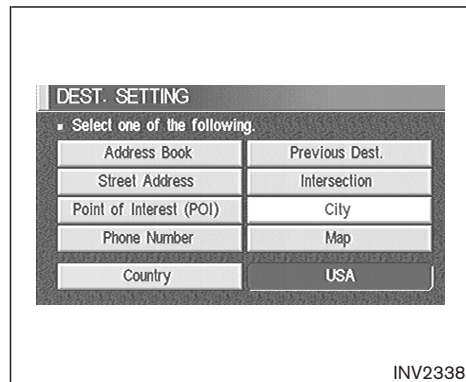 DEST. SETTING
Select one of the following.
Address Book Previous Dest.
Street Address Intersection
Point of Interest (POI) City
Phone Number Map
Country USA
INV2338